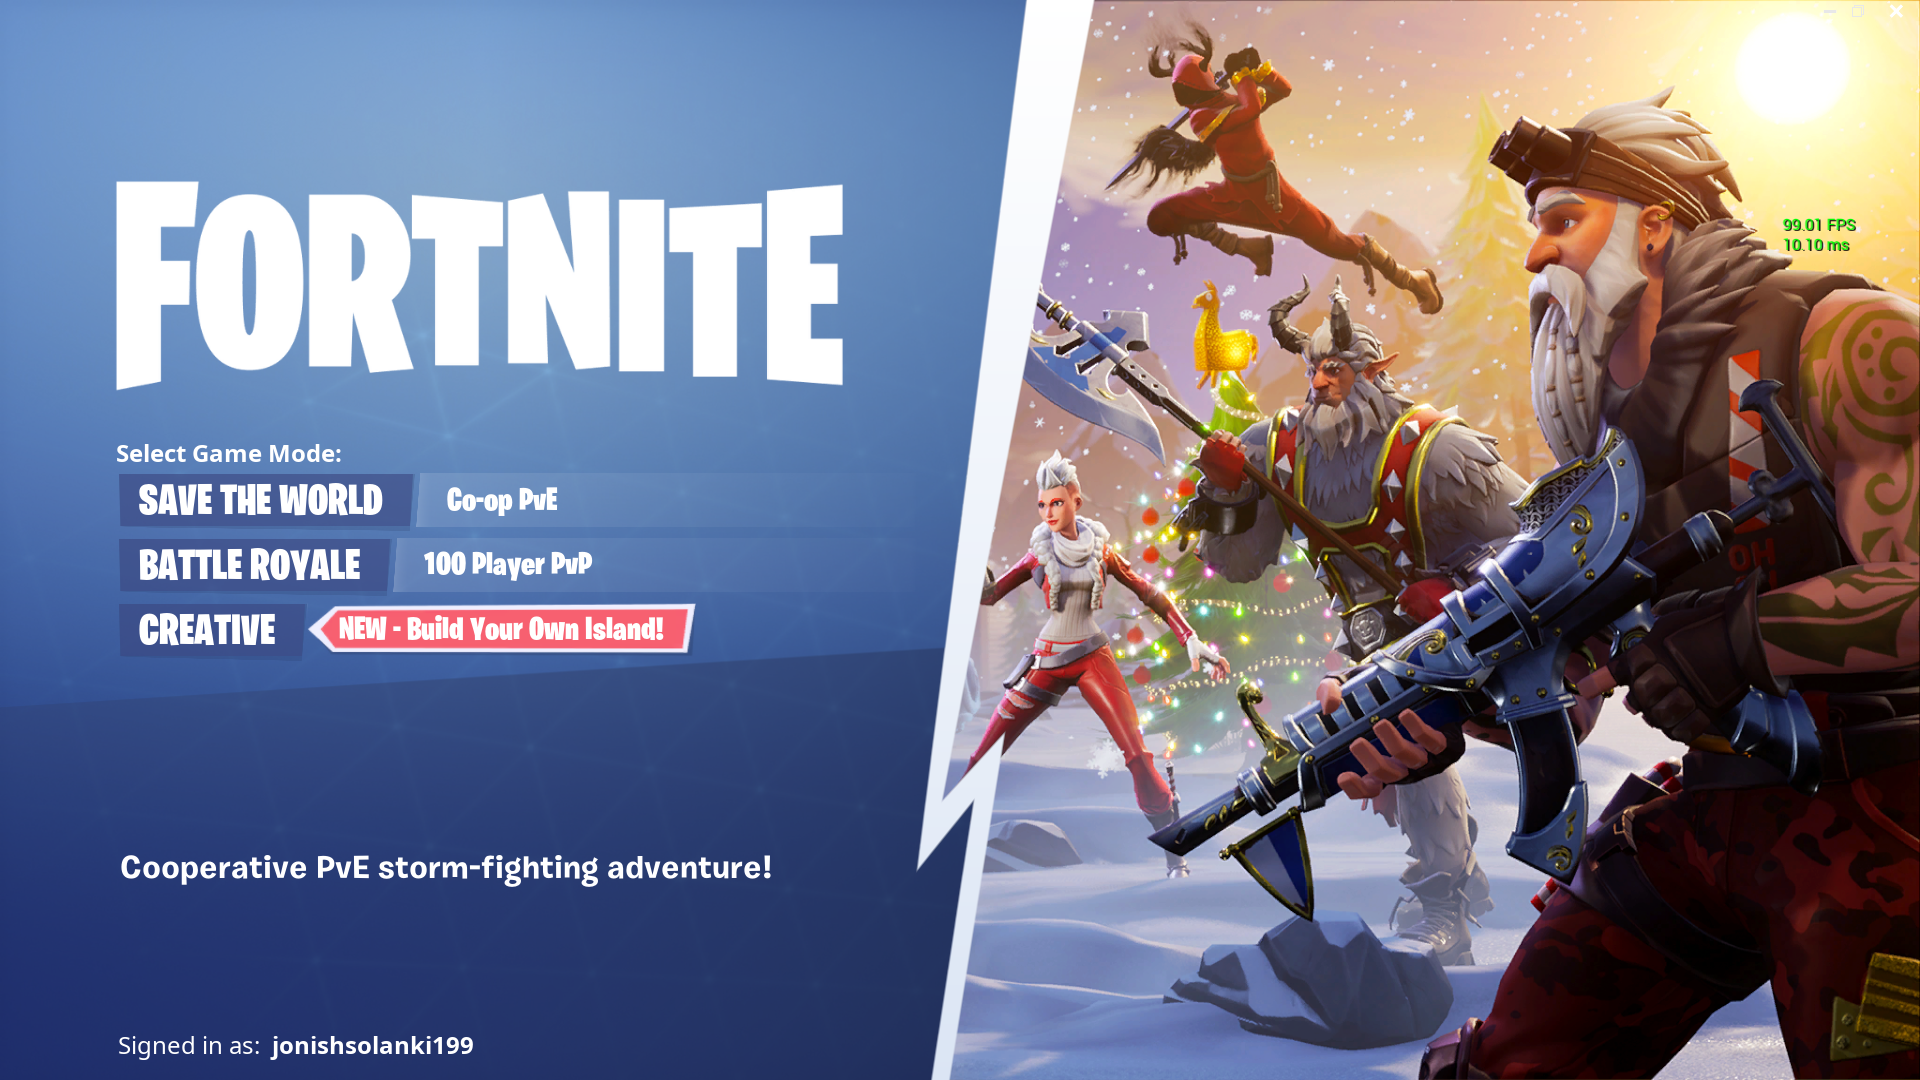 FORTNITE
Select Game Mode:
SAVE THE WORLD Co-op PvE
BATTLE ROYALE 100 Player PvP
CREATIVE NEW - Build Your Own Island!
Cooperative PvE storm-fighting adventure!
Signed in as: jonishsolanki199
99.01 FPS
10.10 ms
OH